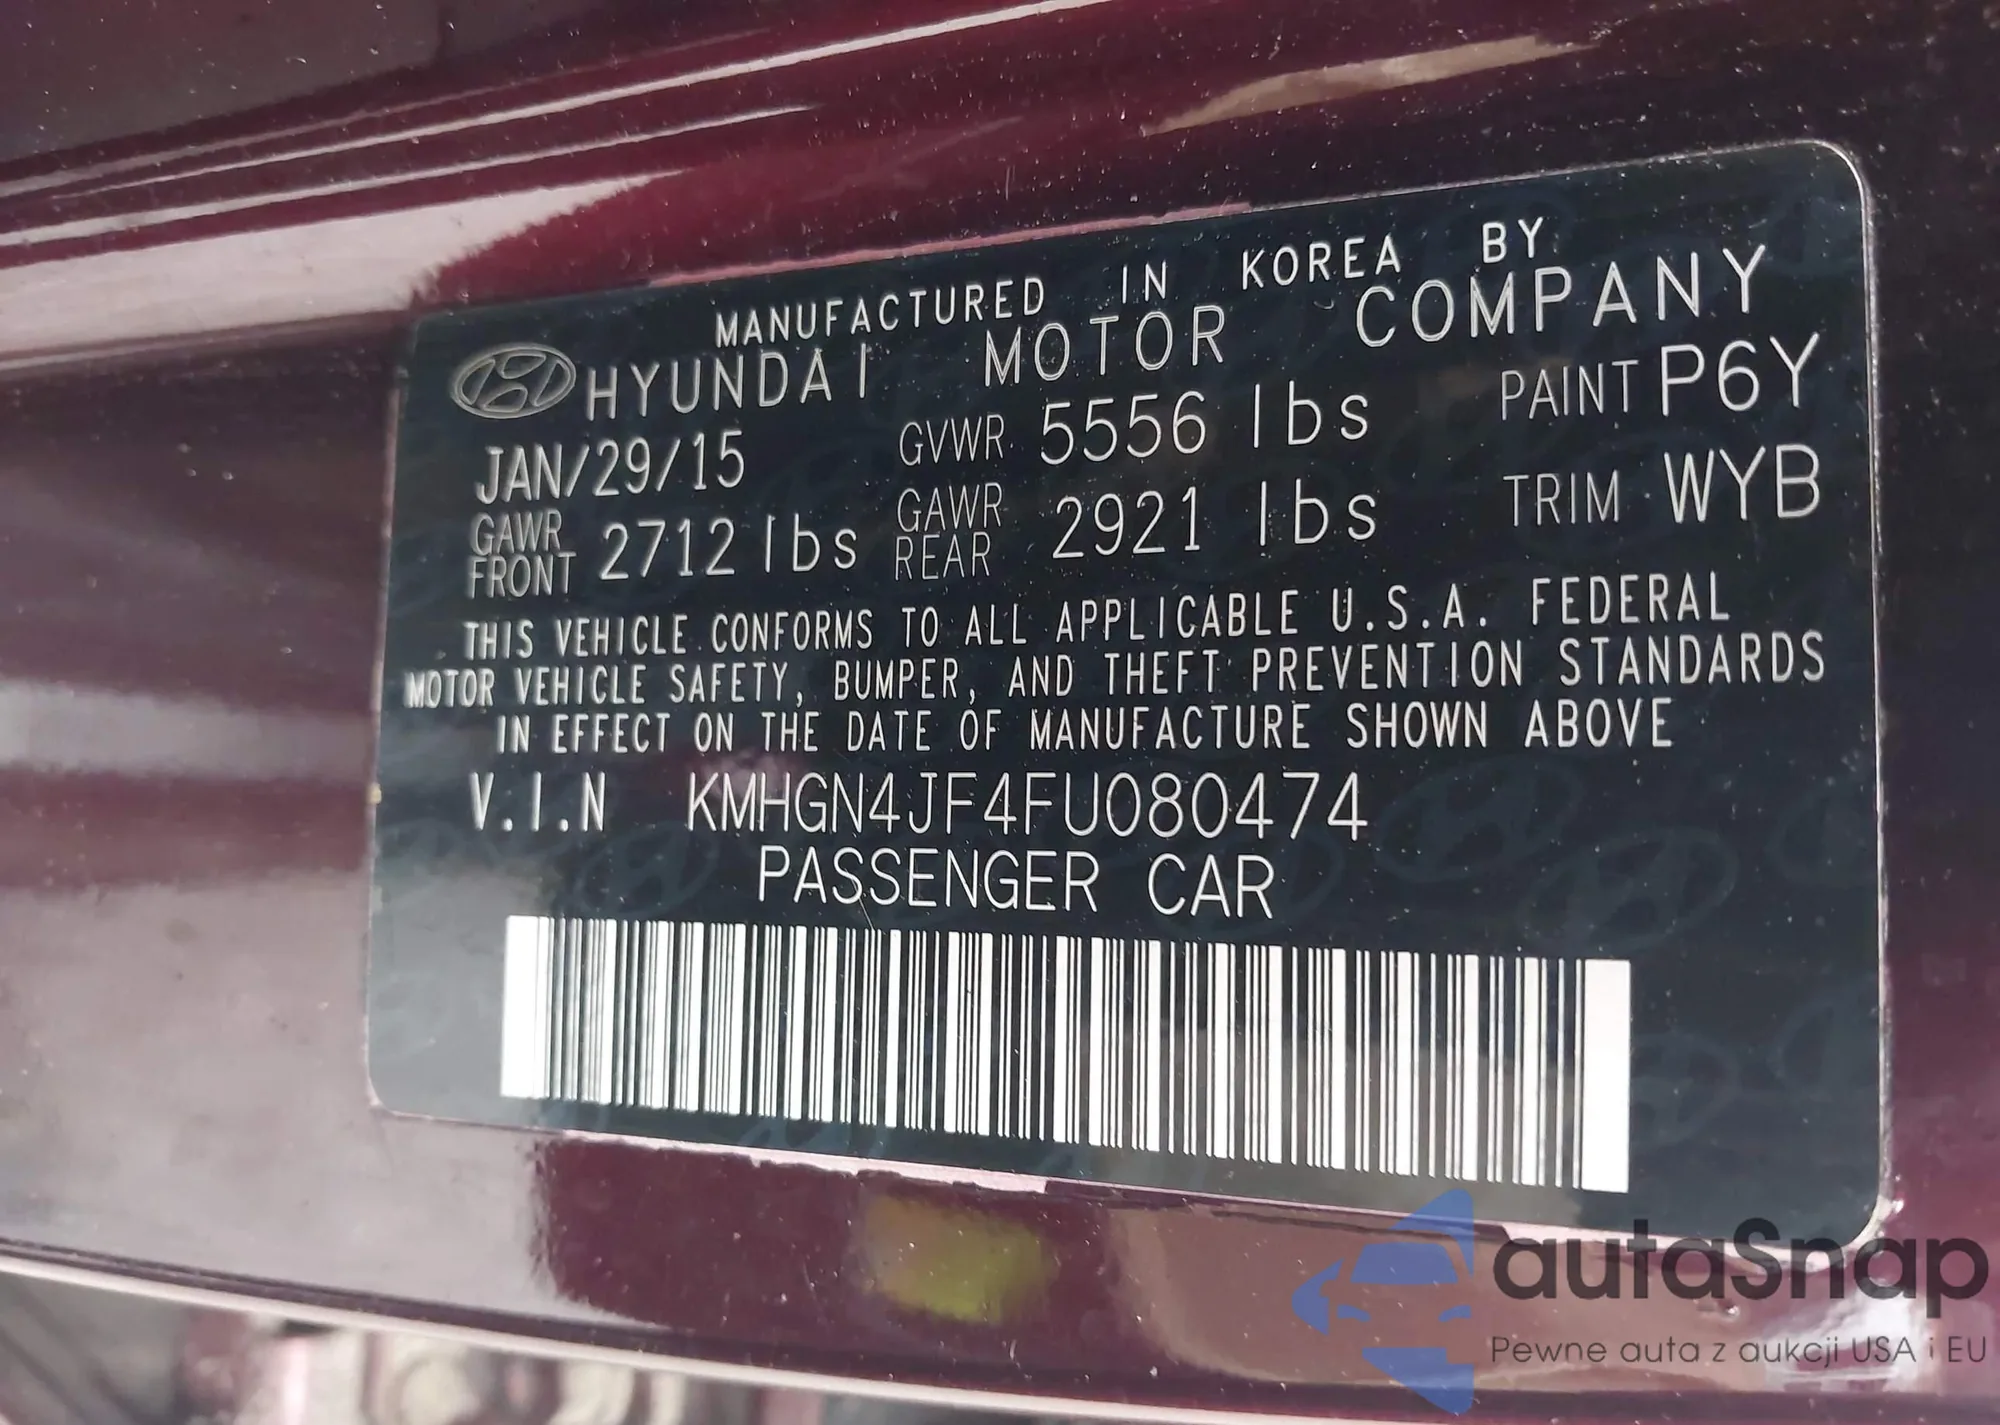 MANUFACTURED IN KOREA BY
HYUNDAI MOTOR COMPANY
JAN/29/15 GVWR 5556 lbs PAINT P6Y
GAWR FRONT 2712 lbs GAWR REAR 2921 lbs TRIM WYB
THIS VEHICLE CONFORMS TO ALL APPLICABLE U.S.A. FEDERAL
MOTOR VEHICLE SAFETY, BUMPER, AND THEFT PREVENTION STANDARDS
IN EFFECT ON THE DATE OF MANUFACTURE SHOWN ABOVE
V.I.N KMHGN4JF4FU080474
PASSENGER CAR
autaSnap
Pewne auta z aukcji USA i EU